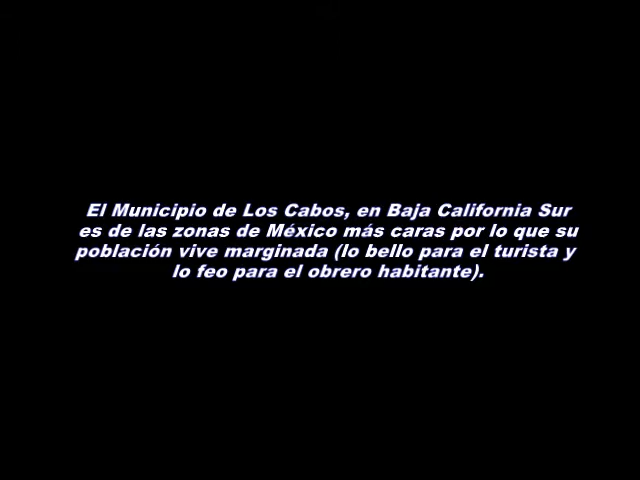 El Municipio de Los Cabos, en Baja California Sur
es de las zonas de México más caras por lo que su
población vive marginada (lo bello para el turista y
lo feo para el obrero habitante).